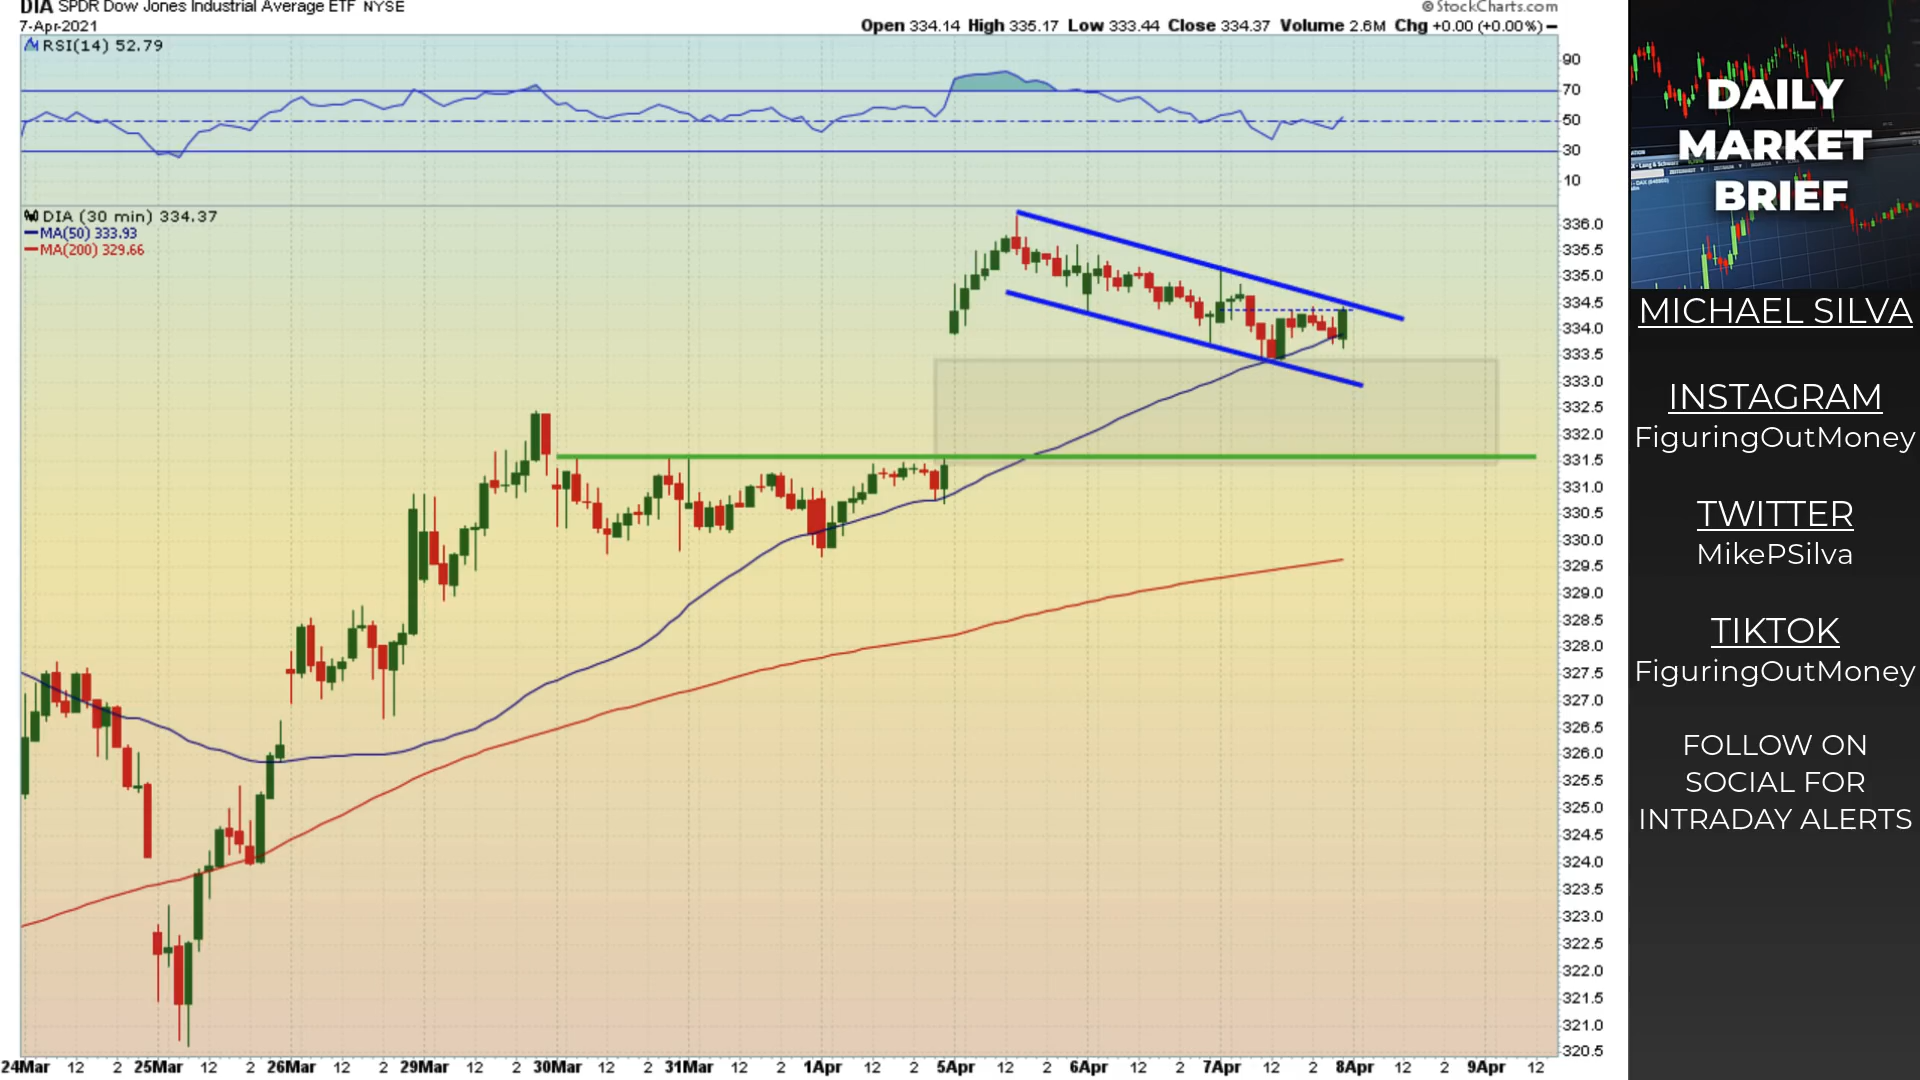 DIA SPDR Dow Jones Industrial Average ETF NYSE
© StockCharts.com
7-Apr-2021
Open 334.14 High 335.17 Low 333.44 Close 334.37 Volume 2.6M Chg +0.00 (+0.00%)
RSI(14) 52.79
90
70
50
30
10
DIA (30 min) 334.37
MA(50) 333.93
MA(200) 329.66
336.0
335.5
335.0
334.5
334.0
333.5
333.0
332.5
332.0
331.5
331.0
330.5
330.0
329.5
329.0
328.5
328.0
327.5
327.0
326.5
326.0
325.5
325.0
324.5
324.0
323.5
323.0
322.5
322.0
321.5
321.0
320.5
24Mar 12 2 25Mar 12 2 26Mar 12 2 29Mar 12 2 30Mar 12 2 31Mar 12 2 1Apr 12 2 5Apr 12 2 6Apr 12 2 7Apr 12 2 8Apr 12 2 9Apr 12
DAILY
MARKET
BRIEF
MICHAEL SILVA
INSTAGRAM
FiguringOutMoney
TWITTER
MikePSilva
TIKTOK
FiguringOutMoney
FOLLOW ON
SOCIAL FOR
INTRADAY ALERTS